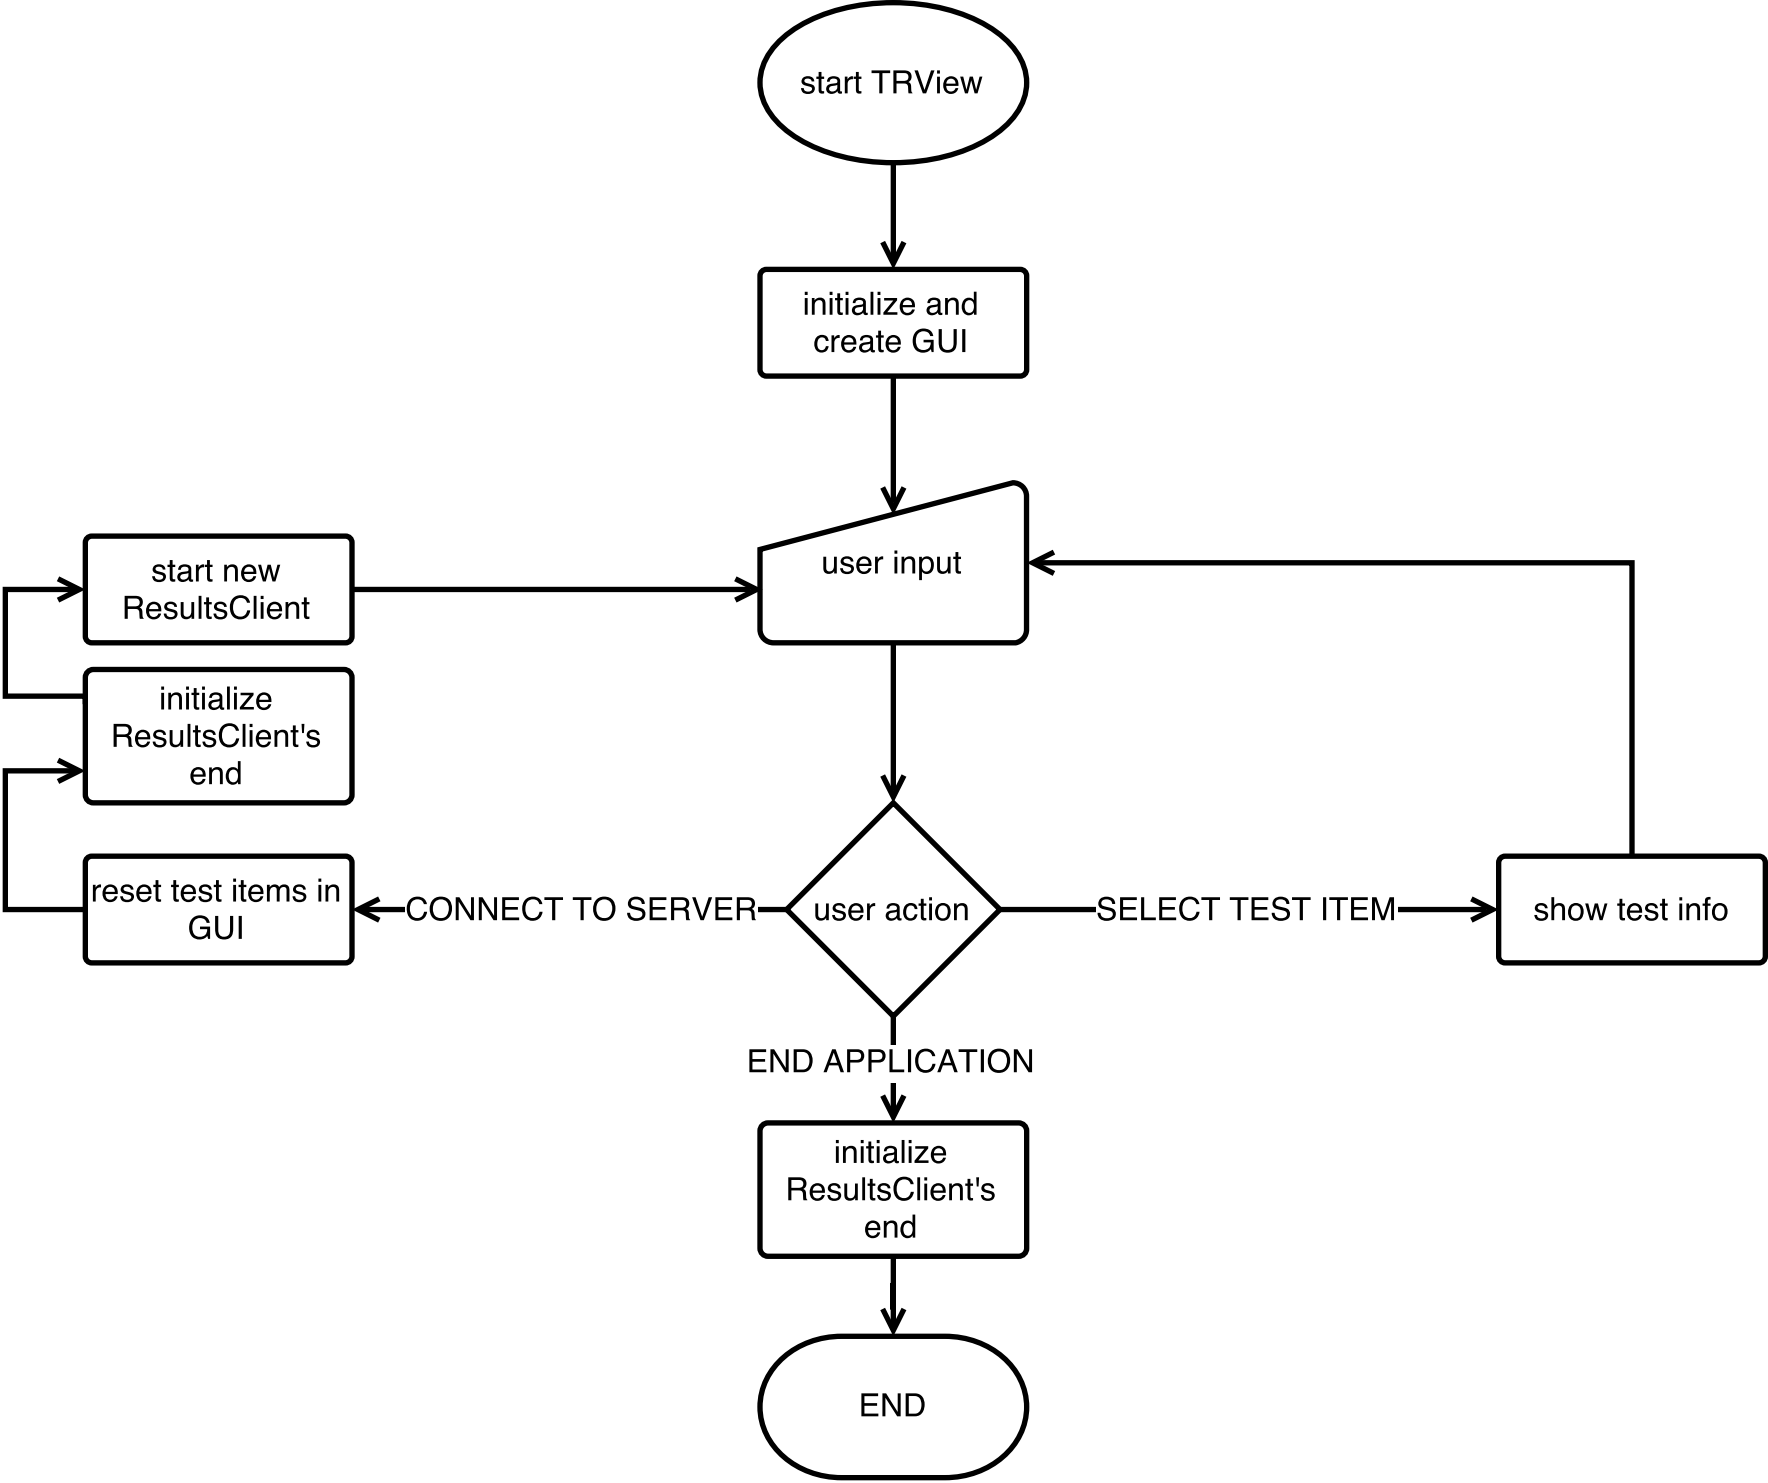 start TRView
initialize and
create GUI
user input
start new
ResultsClient
initialize
ResultsClient's
end
reset test items in
GUI
CONNECT TO SERVER
user action
SELECT TEST ITEM
show test info
END APPLICATION
initialize
ResultsClient's
end
END